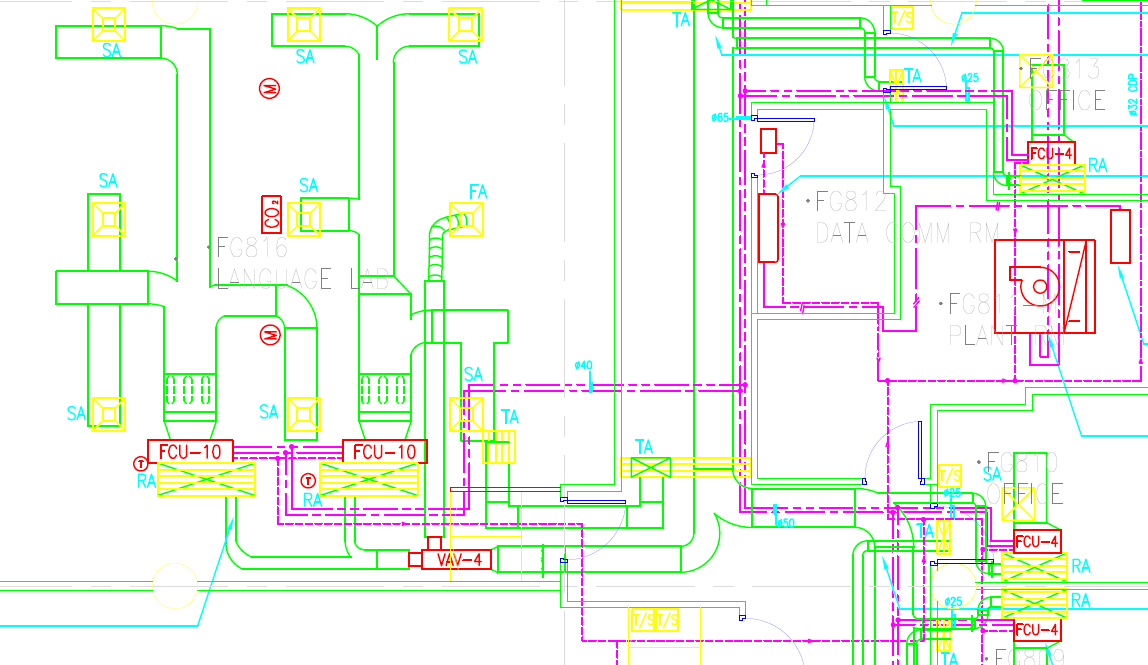 TA
T/S
SA
SA
SA
TA
ø25
FG813
OFFICE
ø32 CDP
M
ø65
FCU-4
RA
SA
SA
FA
CO₂
FG812
DATA COMM RM
FG816
LANGUAGE LAB
PLANT RM
M
ø40
SA
SA
SA
TA
FCU-10
FCU-10
TA
T
RA
T
RA
T/S
SA
FG810
OFFICE
ø25
ø50
TA
FCU-4
VAV-4
RA
RA
ø25
T/S
T/S
FCU-4
TA
FG809